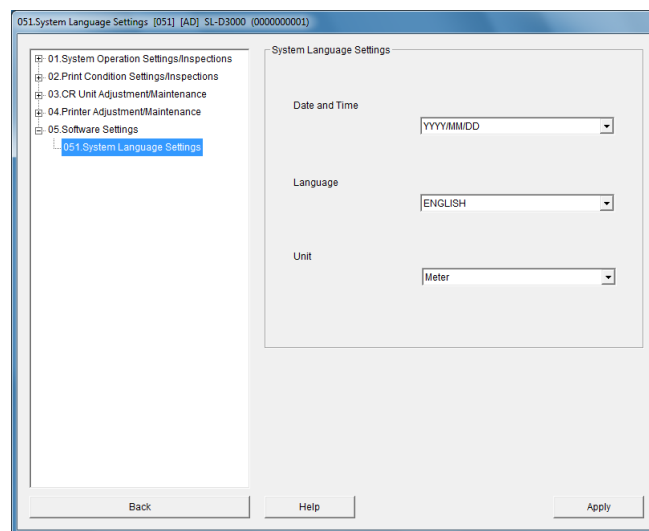 051.System Language Settings  [051]  [AD]  SL-D3000  (0000000001)
01.System Operation Settings/Inspections
02.Print Condition Settings/Inspections
03.CR Unit Adjustment/Maintenance
04.Printer Adjustment/Maintenance
05.Software Settings
051.System Language Settings
System Language Settings
Date and Time
YYYY/MM/DD
Language
ENGLISH
Unit
Meter
Back
Help
Apply